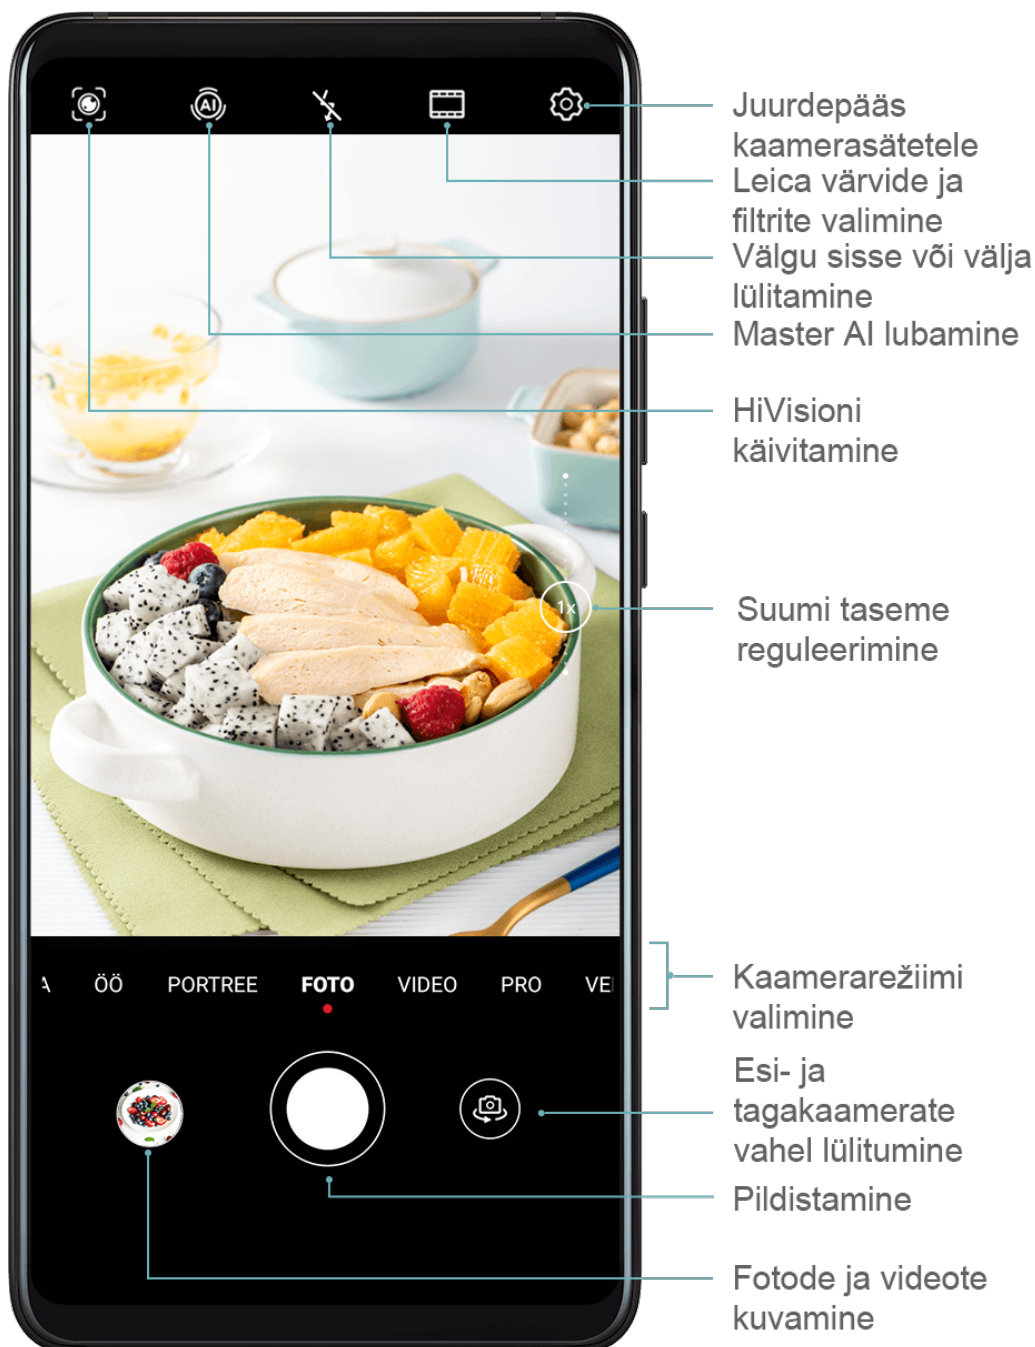 AI
Juurdepääs
kaamerasätetele
Leica värvide ja
filtrite valimine
Välgu sisse või välja
lülitamine
Master AI lubamine
HiVisioni
käivitamine
1x
Suumi taseme
reguleerimine
A ÖÖ PORTREE FOTO VIDEO PRO VE
Kaamerarežiimi
valimine
Esi- ja
tagakaamerate
vahel lülitumine
Pildistamine
Fotode ja videote
kuvamine